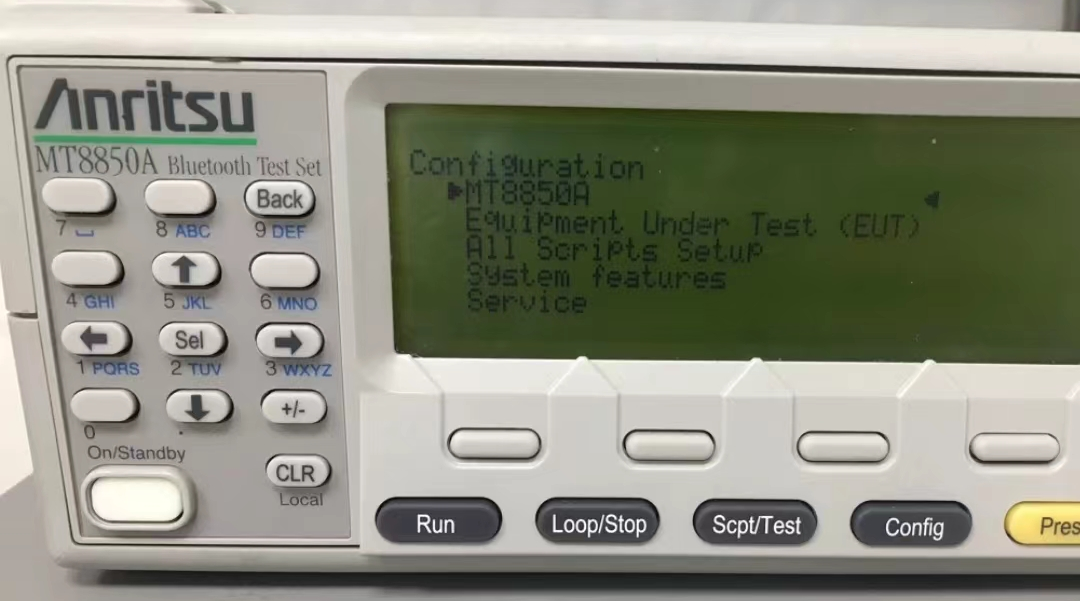 Anritsu
MT8850A Bluetooth Test Set
Back
7 ⎵ 8 ABC 9 DEF
4 GHI 5 JKL 6 MNO
Sel
1 PQRS 2 TUV 3 WXYZ
+/-
0 .
On/Standby
CLR
Local
Configuration
MT8850A
Equipment Under Test (EUT)
All Scripts Setup
System features
Service
Run Loop/Stop Scpt/Test Config Pres